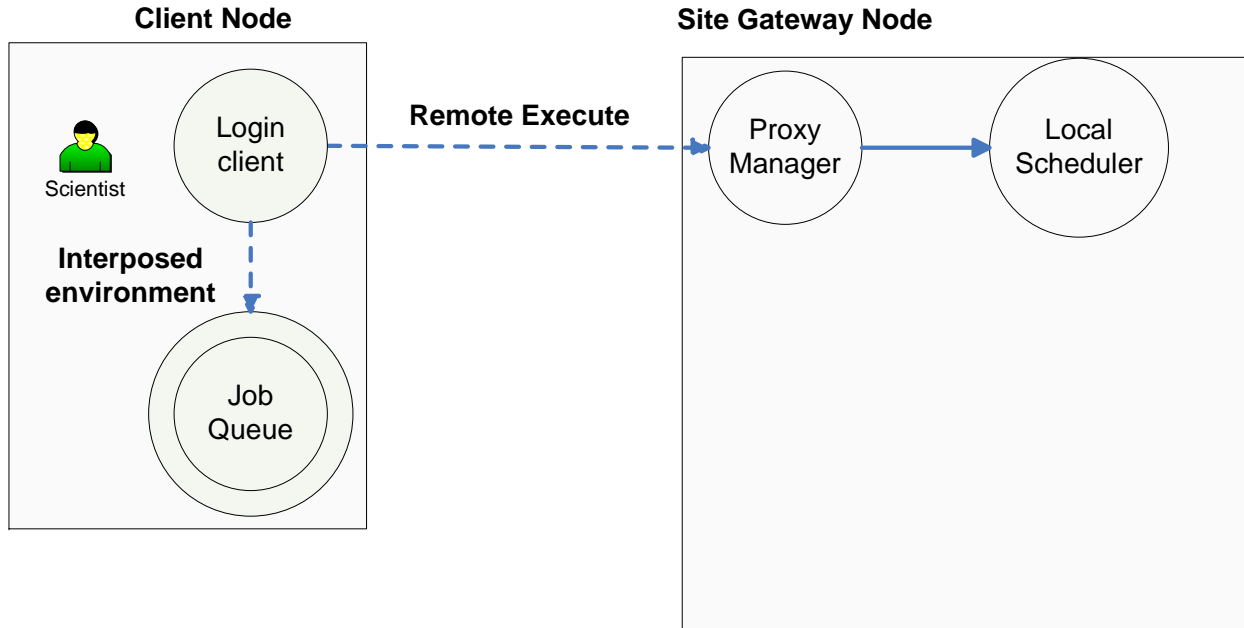 Client Node
Site Gateway Node
Login
client
Scientist
Remote Execute
Proxy
Manager
Local
Scheduler
Interposed
environment
Job
Queue